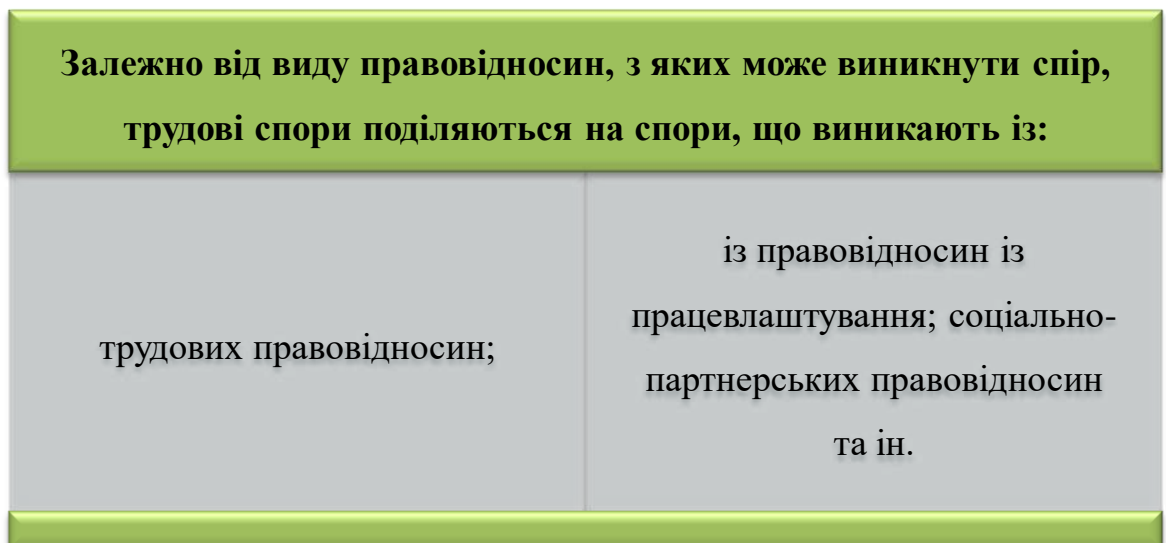 Залежно від виду правовідносин, з яких може виникнути спір,
трудові спори поділяються на спори, що виникають із:
трудових правовідносин;
із правовідносин із
працевлаштування; соціально-
партнерських правовідносин
та ін.